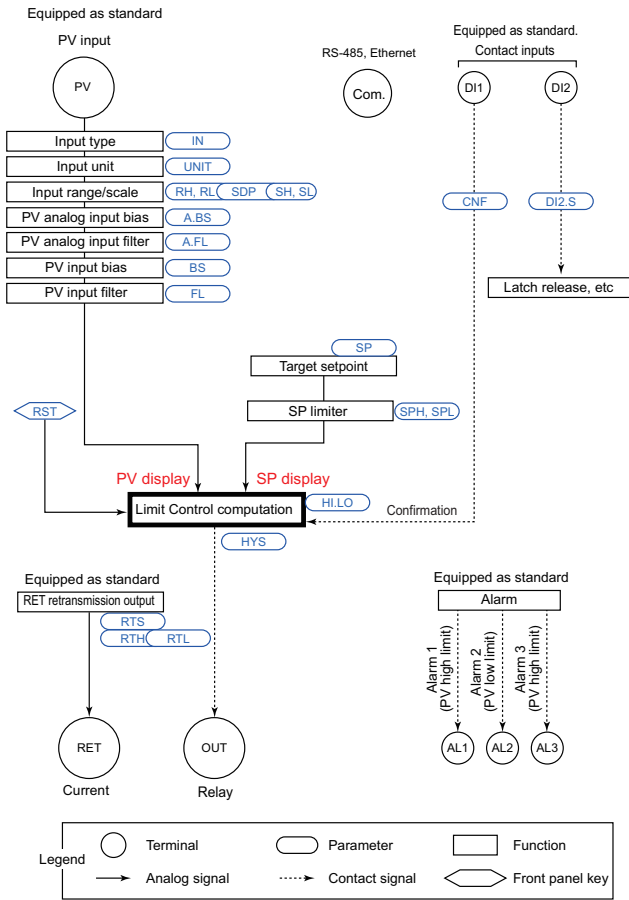 Equipped as standard
PV input
PV
RS-485, Ethernet
Com.
Equipped as standard.
Contact inputs
DI1
DI2
Input type
IN
Input unit
UNIT
Input range/scale
RH, RL
SDP
SH, SL
PV analog input bias
A.BS
PV analog input filter
A.FL
PV input bias
BS
PV input filter
FL
CNF
DI2.S
Latch release, etc
SP
Target setpoint
SP limiter
SPH, SPL
RST
PV display
SP display
Limit Control computation
HI.LO
Confirmation
HYS
Equipped as standard
RET retransmission output
RTS
RTH
RTL
RET
Current
OUT
Relay
Equipped as standard
Alarm
Alarm 1
(PV high limit)
Alarm 2
(PV low limit)
Alarm 3
(PV high limit)
AL1
AL2
AL3
Legend
Terminal
Parameter
Function
Analog signal
Contact signal
Front panel key